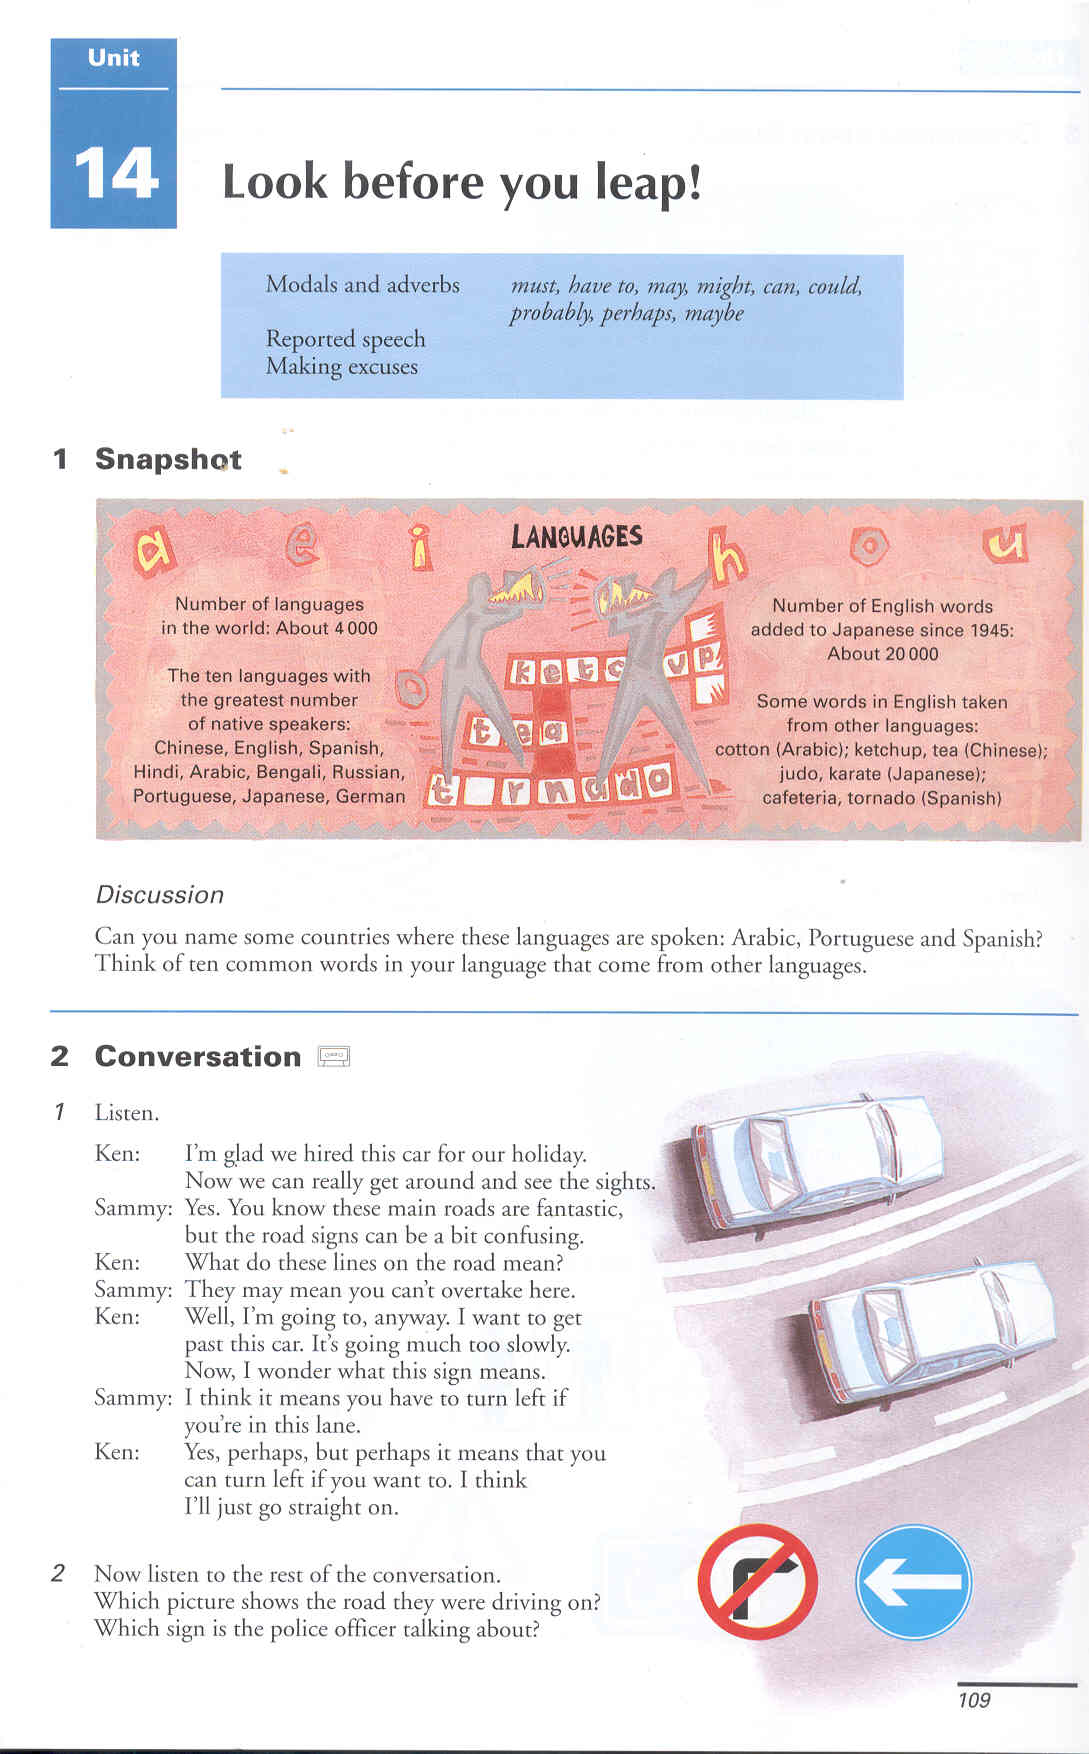 Unit
14
Look before you leap!
Modals and adverbs must, have to, may, might, can, could,
probably, perhaps, maybe
Reported speech
Making excuses
1 Snapshot
a e i LANGUAGES h o u
Number of languages
in the world: About 4 000
The ten languages with
the greatest number
of native speakers:
Chinese, English, Spanish,
Hindi, Arabic, Bengali, Russian,
Portuguese, Japanese, German
o
ketc up
tea
t rnado
Number of English words
added to Japanese since 1945:
About 20 000
Some words in English taken
from other languages:
cotton (Arabic); ketchup, tea (Chinese);
judo, karate (Japanese);
cafeteria, tornado (Spanish)
Discussion
Can you name some countries where these languages are spoken: Arabic, Portuguese and Spanish?
Think of ten common words in your language that come from other languages.
2 Conversation
1 Listen.
Ken: I'm glad we hired this car for our holiday.
Now we can really get around and see the sights.
Sammy: Yes. You know these main roads are fantastic,
but the road signs can be a bit confusing.
Ken: What do these lines on the road mean?
Sammy: They may mean you can't overtake here.
Ken: Well, I'm going to, anyway. I want to get
past this car. It's going much too slowly.
Now, I wonder what this sign means.
Sammy: I think it means you have to turn left if
you're in this lane.
Ken: Yes, perhaps, but perhaps it means that you
can turn left if you want to. I think
I'll just go straight on.
2 Now listen to the rest of the conversation.
Which picture shows the road they were driving on?
Which sign is the police officer talking about?
109